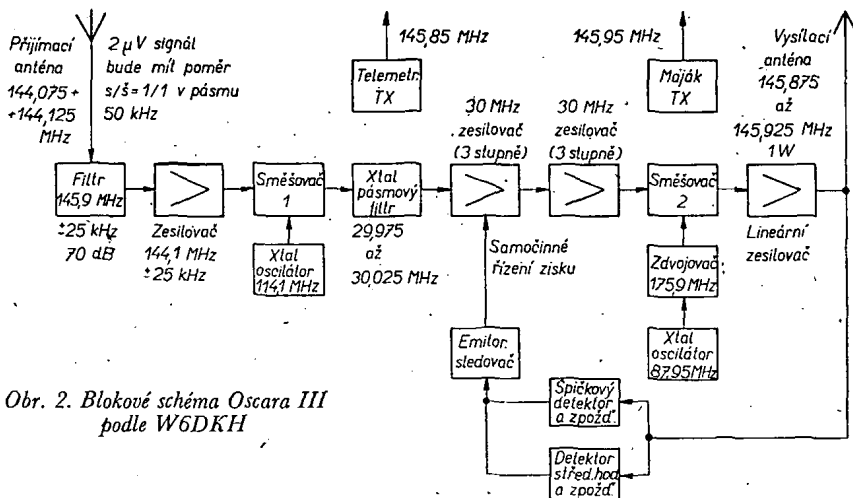 Přijímací
anténa
144,075 ÷
÷144,125
MHz
2 μV signál
bude mít poměr
s/š = 1/1 v pásmu
50 kHz
145,85 MHz
Telemetr.
TX
145,95 MHz
Maják
TX
Vysílací
anténa
145,875
až
145,925 MHz
1W
30 MHz
zesilovač
(3 stupně)
30 MHz
zesilovač
(3 stupně)
Filtr
145,9 MHz
±25 kHz
70 dB
Zesilovač
144,1 MHz
±25 kHz
Směšovač
1
Xtal
oscilátor
114,1 MHz
Xtal
pásmový
filtr
29,975
až
30,025 MHz
Samočinné
řízení zisku
Směšovač
2
Zdvojovač
175,9 MHz
Xtal
oscilátor
87,95 MHz
Lineární
zesilovač
Emitor.
sledovač
Špičkový
detektor
a zpožď.
Detektor
střed. hod.
a zpožď.
Obr. 2. Blokové schéma Oscara III
podle W6DKH